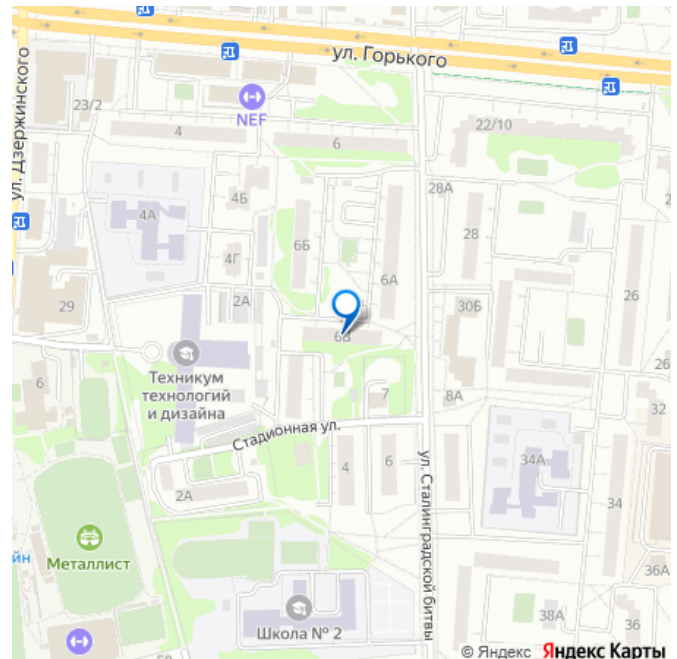 ул. Горького
ул. Дзержинского
23/2
NEF
4
6
22/10
4А
4Б
6Б
28А
28
4Г
6А
26
29
2А
30Б
6В
Техникум
технологий
и дизайна
6
7
8А
26
32
Стадионная ул.
4
6
ул. Сталинградской битвы
34А
2А
34
Металлист
йн
36А
Школа № 2
38А
36
© Яндекс Яндекс Карты